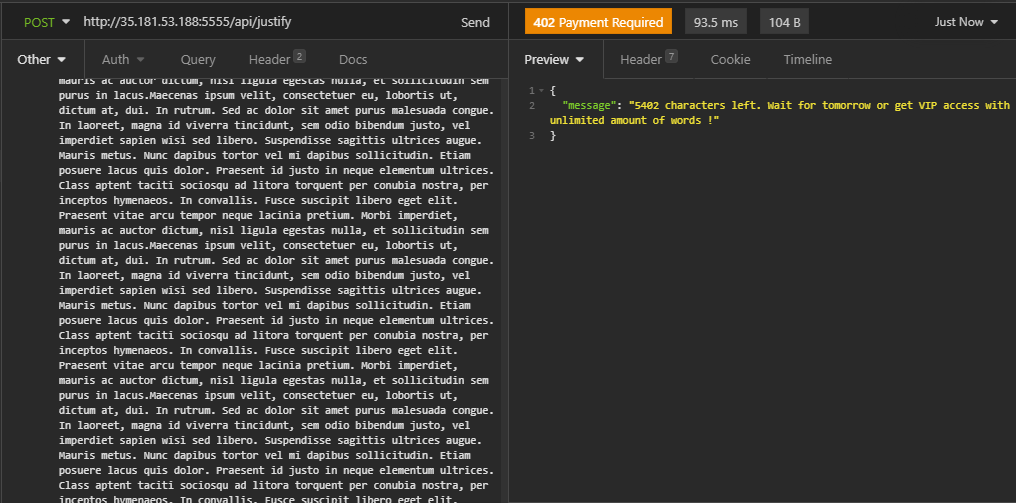 POST http://35.181.53.188:5555/api/justify Send
402 Payment Required 93.5 ms 104 B Just Now
Other Auth Query Header 2 Docs
Preview Header 7 Cookie Timeline
mauris ac auctor dictum, nisl ligula egestas nulla, et sollicitudin sem
purus in lacus.Maecenas ipsum velit, consectetuer eu, lobortis ut,
dictum at, dui. In rutrum. Sed ac dolor sit amet purus malesuada congue.
In laoreet, magna id viverra tincidunt, sem odio bibendum justo, vel
imperdiet sapien wisi sed libero. Suspendisse sagittis ultrices augue.
Mauris metus. Nunc dapibus tortor vel mi dapibus sollicitudin. Etiam
posuere lacus quis dolor. Praesent id justo in neque elementum ultrices.
Class aptent taciti sociosqu ad litora torquent per conubia nostra, per
inceptos hymenaeos. In convallis. Fusce suscipit libero eget elit.
Praesent vitae arcu tempor neque lacinia pretium. Morbi imperdiet,
mauris ac auctor dictum, nisl ligula egestas nulla, et sollicitudin sem
purus in lacus.Maecenas ipsum velit, consectetuer eu, lobortis ut,
dictum at, dui. In rutrum. Sed ac dolor sit amet purus malesuada congue.
In laoreet, magna id viverra tincidunt, sem odio bibendum justo, vel
imperdiet sapien wisi sed libero. Suspendisse sagittis ultrices augue.
Mauris metus. Nunc dapibus tortor vel mi dapibus sollicitudin. Etiam
posuere lacus quis dolor. Praesent id justo in neque elementum ultrices.
Class aptent taciti sociosqu ad litora torquent per conubia nostra, per
inceptos hymenaeos. In convallis. Fusce suscipit libero eget elit.
Praesent vitae arcu tempor neque lacinia pretium. Morbi imperdiet,
mauris ac auctor dictum, nisl ligula egestas nulla, et sollicitudin sem
purus in lacus.Maecenas ipsum velit, consectetuer eu, lobortis ut,
dictum at, dui. In rutrum. Sed ac dolor sit amet purus malesuada congue.
In laoreet, magna id viverra tincidunt, sem odio bibendum justo, vel
imperdiet sapien wisi sed libero. Suspendisse sagittis ultrices augue.
Mauris metus. Nunc dapibus tortor vel mi dapibus sollicitudin. Etiam
posuere lacus quis dolor. Praesent id justo in neque elementum ultrices.
Class aptent taciti sociosqu ad litora torquent per conubia nostra, per
inceptos hymenaeos. In convallis. Fusce suscipit libero eget elit.
1 {
2 "message": "5402 characters left. Wait for tomorrow or get VIP access with
unlimited amount of words !"
3 }